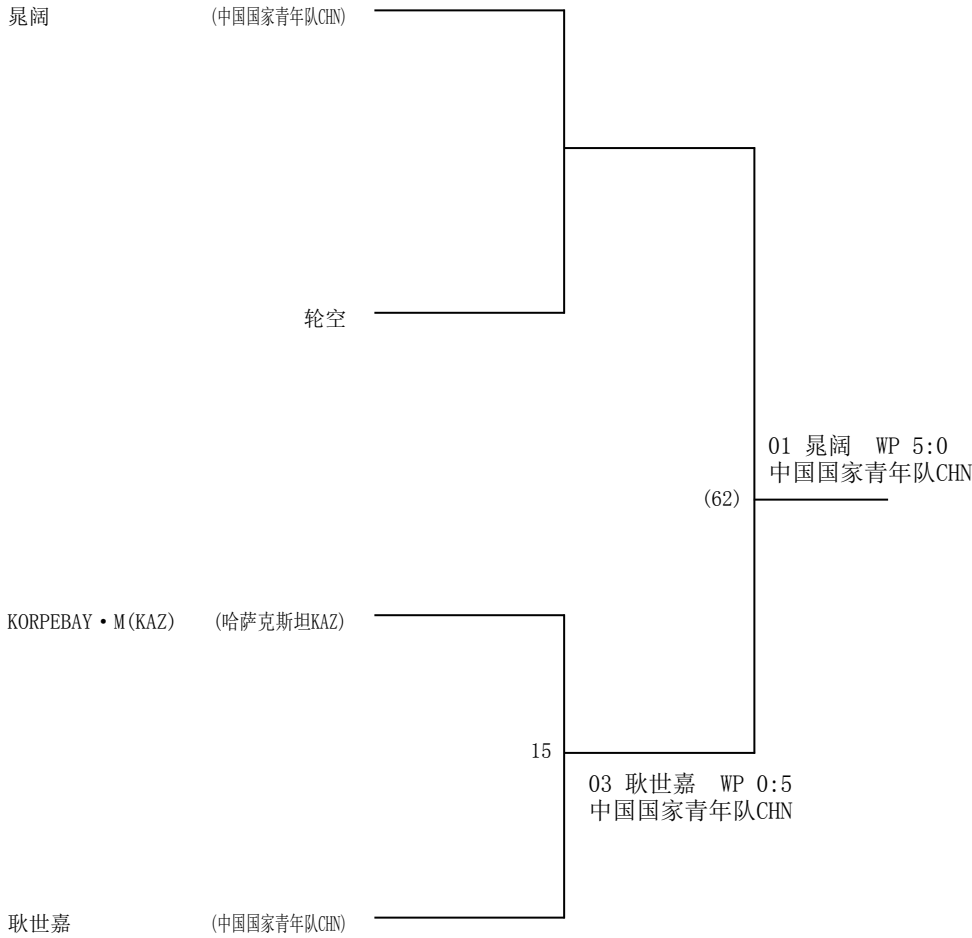 晁阔 (中国国家青年队CHN)
轮空
01 晁阔 WP 5:0
中国国家青年队CHN
(62)
KORPEBAY·M(KAZ) (哈萨克斯坦KAZ)
15
03 耿世嘉 WP 0:5
中国国家青年队CHN
耿世嘉 (中国国家青年队CHN)